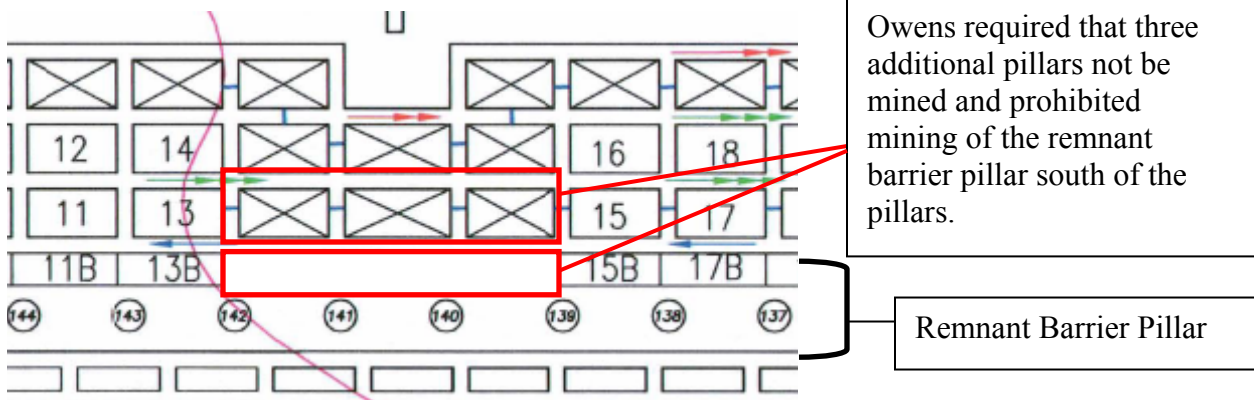 Owens required that three
additional pillars not be
mined and prohibited
mining of the remnant
barrier pillar south of the
pillars.
12 14 16 18
11 13 15 17
11B 13B 15B 17B
144 143 142 141 140 139 138 137
Remnant Barrier Pillar